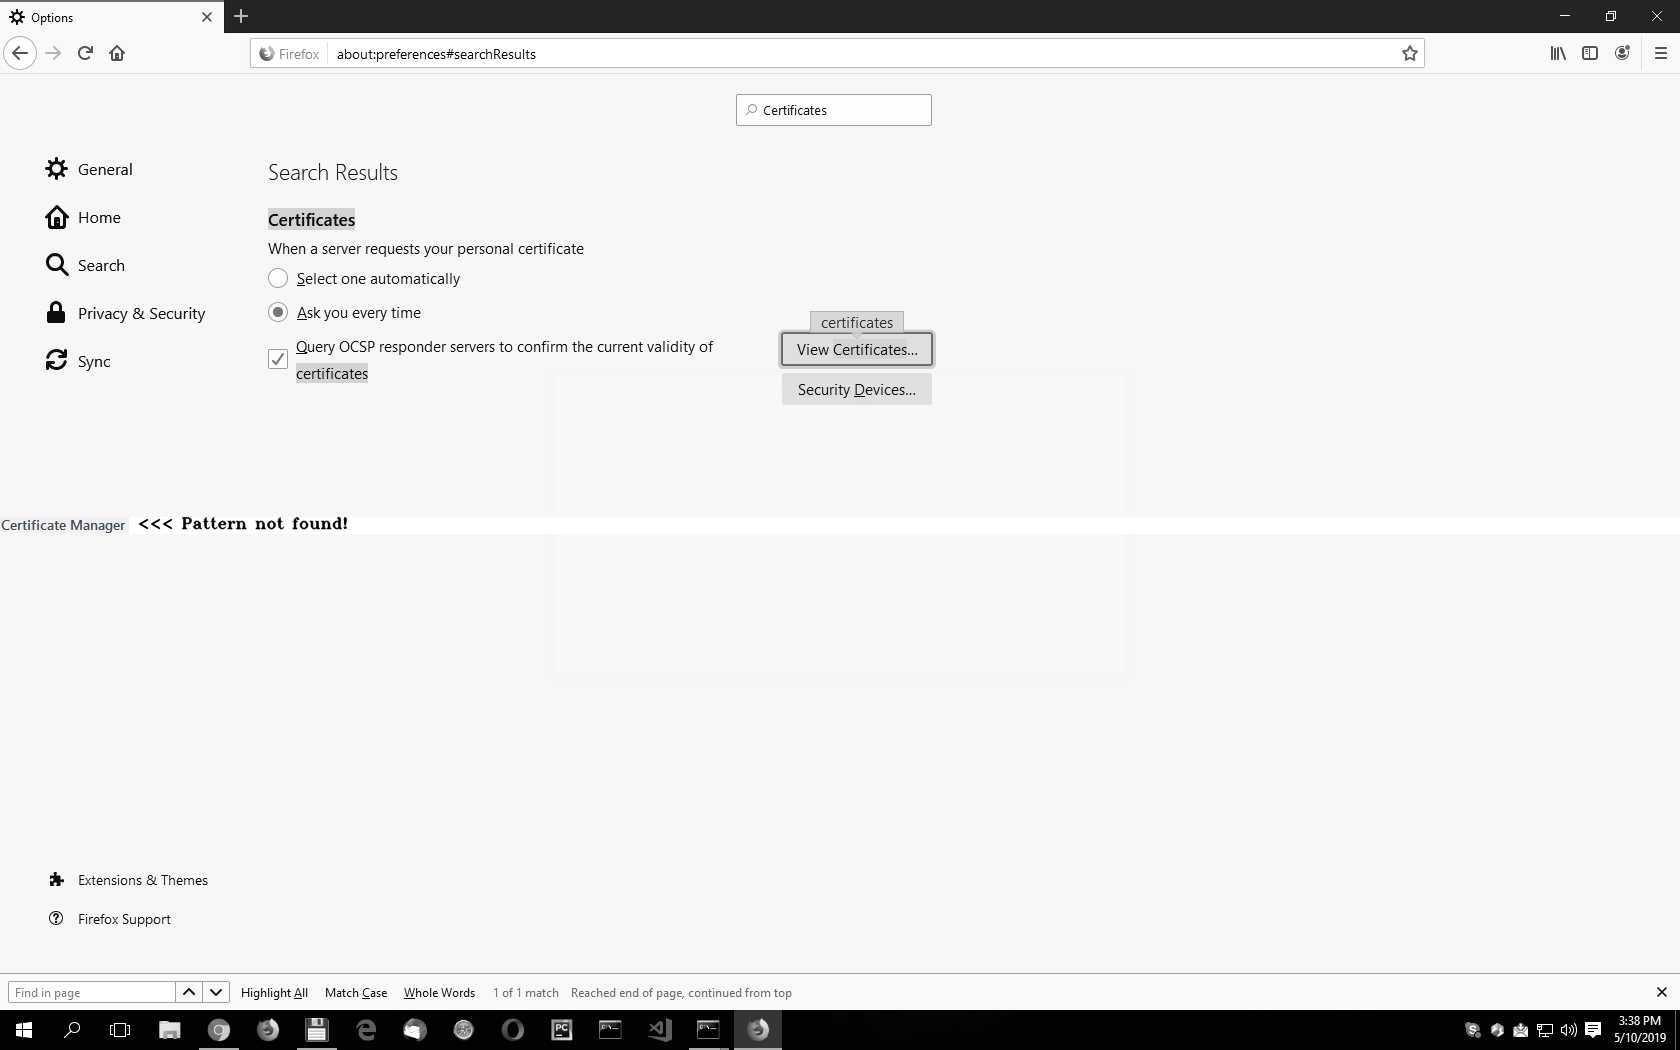 Options
Firefox
about:preferences#searchResults
Certificates
General
Home
Search
Privacy & Security
Sync
Search Results
Certificates
When a server requests your personal certificate
Select one automatically
Ask you every time
Query OCSP responder servers to confirm the current validity of
certificates
certificates
View Certificates...
Security Devices...
Certificate Manager <<< Pattern not found!
Extensions & Themes
Firefox Support
Find in page Highlight All Match Case Whole Words 1 of 1 match Reached end of page, continued from top
PC
3:38 PM
5/10/2019